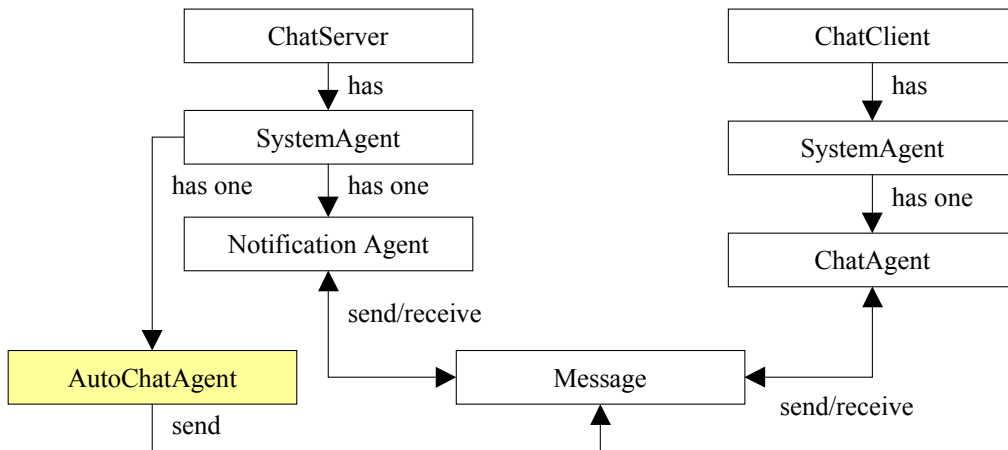 ChatServer
ChatClient
has
has
SystemAgent
SystemAgent
has one
has one
has one
Notification Agent
ChatAgent
send/receive
AutoChatAgent
Message
send
send/receive